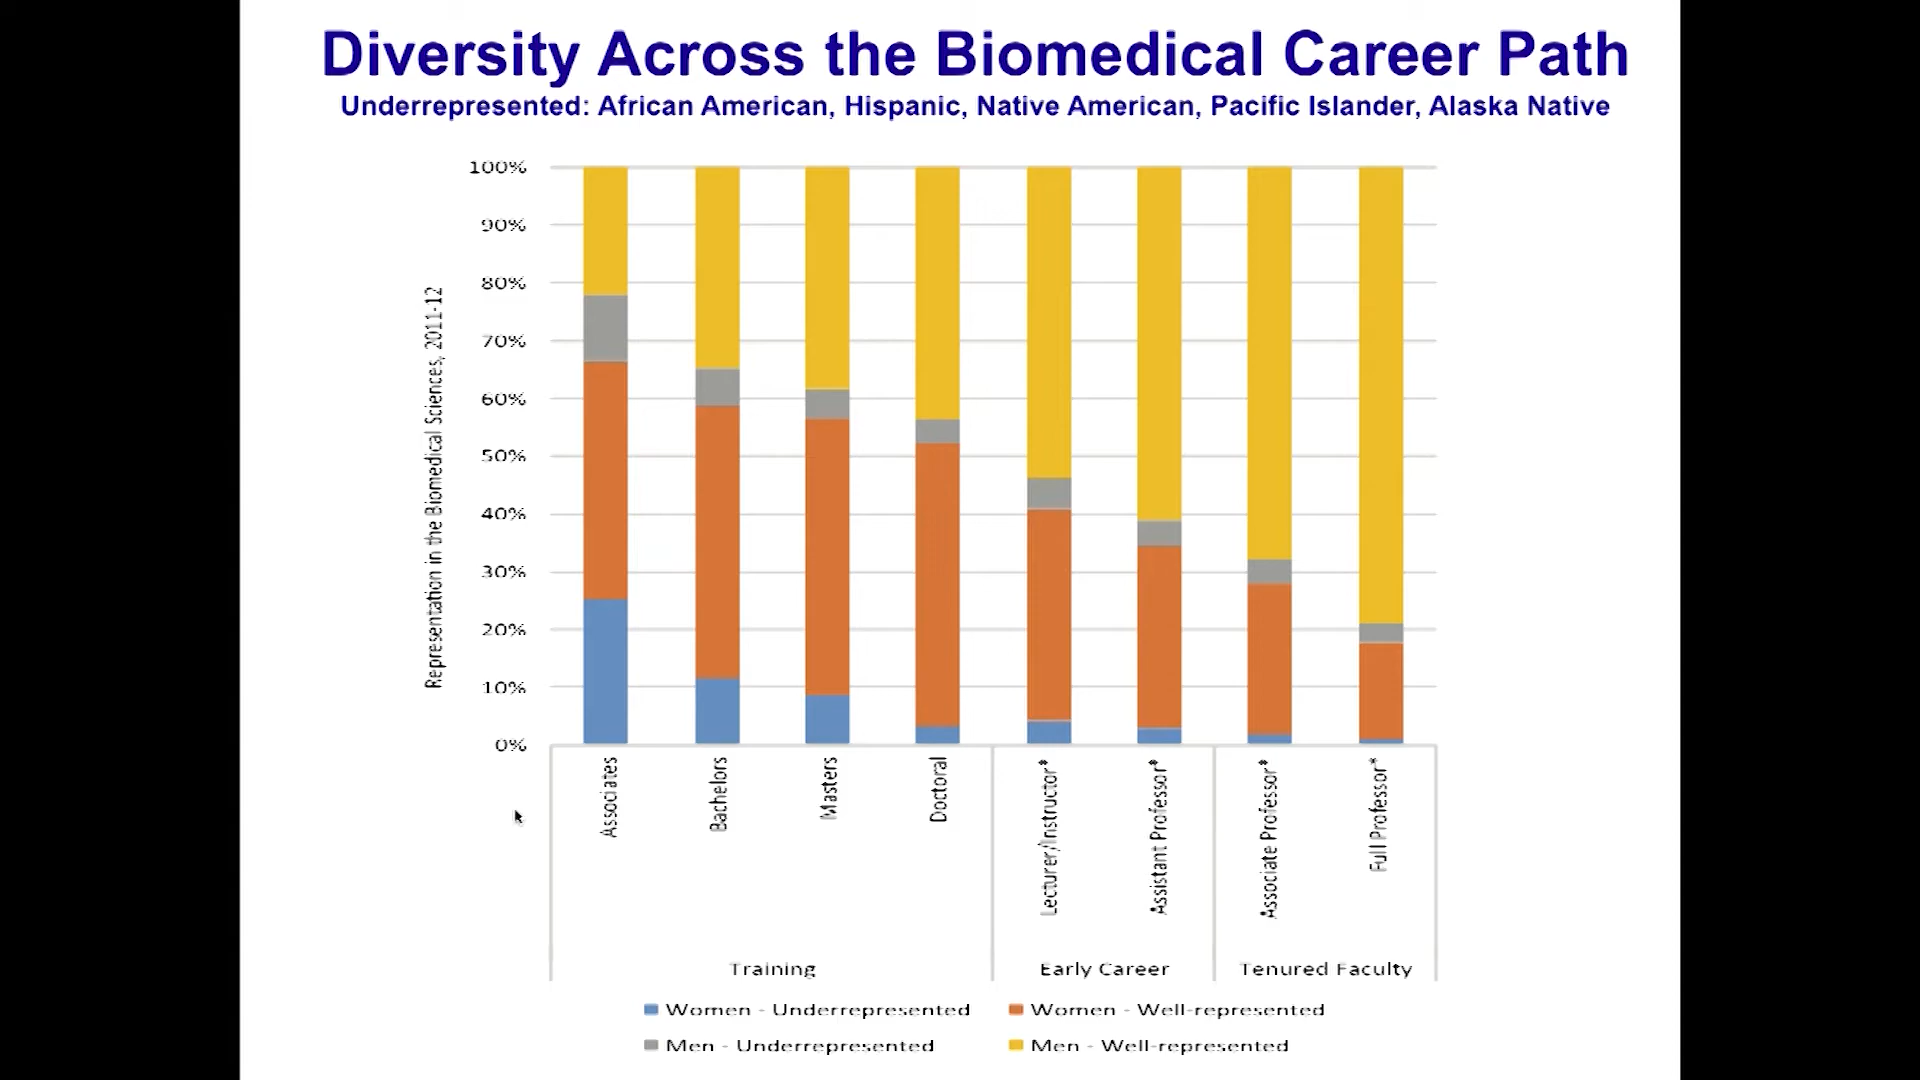 Diversity Across the Biomedical Career Path
Underrepresented: African American, Hispanic, Native American, Pacific Islander, Alaska Native
100%
90%
80%
70%
60%
50%
40%
30%
20%
10%
0%
Representation in the Biomedical Sciences, 2011-12
Associates
Bachelors
Masters
Doctoral
Lecturer/Instructor*
Assistant Professor*
Associate Professor*
Full Professor*
Training
Early Career
Tenured Faculty
Women - Underrepresented
Women - Well-represented
Men - Underrepresented
Men - Well-represented